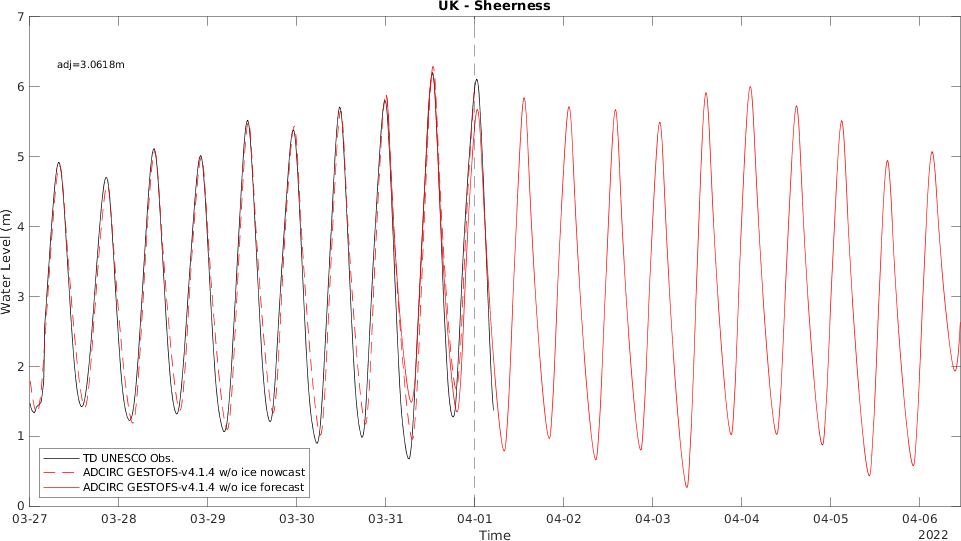 UK - Sheerness
7
6
5
4
3
2
1
0
Water Level (m)
adj=3.0618m
TD UNESCO Obs.
ADCIRC GESTOFS-v4.1.4 w/o ice nowcast
ADCIRC GESTOFS-v4.1.4 w/o ice forecast
03-27 03-28 03-29 03-30 03-31 04-01 04-02 04-03 04-04 04-05 04-06
Time
2022